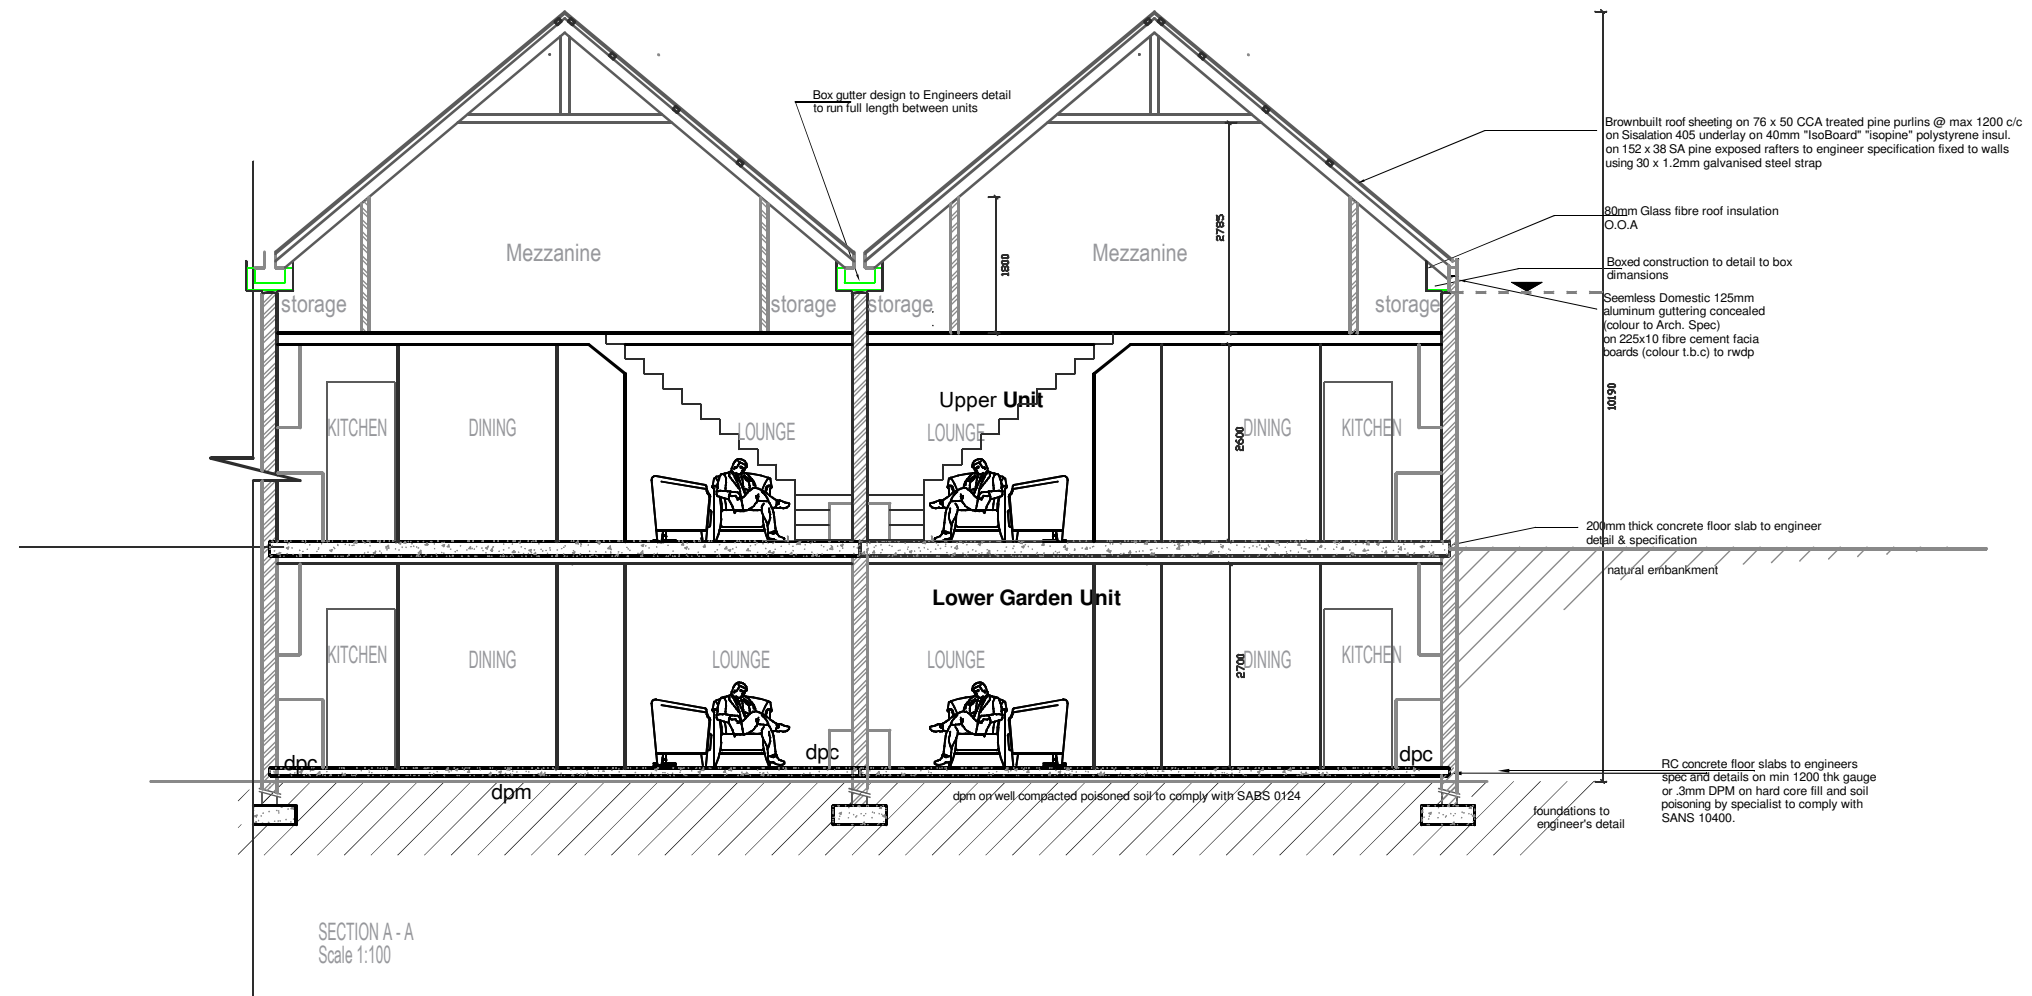 Box gutter design to Engineers detail
to run full length between units
Brownbuilt roof sheeting on 76 x 50 CCA treated pine purlins @ max 1200 c/c
on Sisalation 405 underlay on 40mm "IsoBoard" "isopine" polystyrene insul.
on 152 x 38 SA pine exposed rafters to engineer specification fixed to walls
using 30 x 1.2mm galvanised steel strap
80mm Glass fibre roof insulation
O.O.A
Boxed construction to detail to box
dimansions
Seemless Domestic 125mm
aluminum guttering concealed
(colour to Arch. Spec)
on 225x10 fibre cement facia
boards (colour t.b.c) to rwdp
Mezzanine
Mezzanine
2785
1800
storage
storage
storage
storage
10190
Upper Unit
KITCHEN
DINING
LOUNGE
LOUNGE
2600
DINING
KITCHEN
200mm thick concrete floor slab to engineer
detail & specification
natural embankment
Lower Garden Unit
KITCHEN
DINING
LOUNGE
LOUNGE
2700
DINING
KITCHEN
dpc
dpc
dpc
dpm
dpm on well compacted poisoned soil to comply with SABS 0124
RC concrete floor slabs to engineers
spec and details on min 1200 thk gauge
or .3mm DPM on hard core fill and soil
poisoning by specialist to comply with
SANS 10400.
foundations to
engineer's detail
SECTION A - A
Scale 1:100